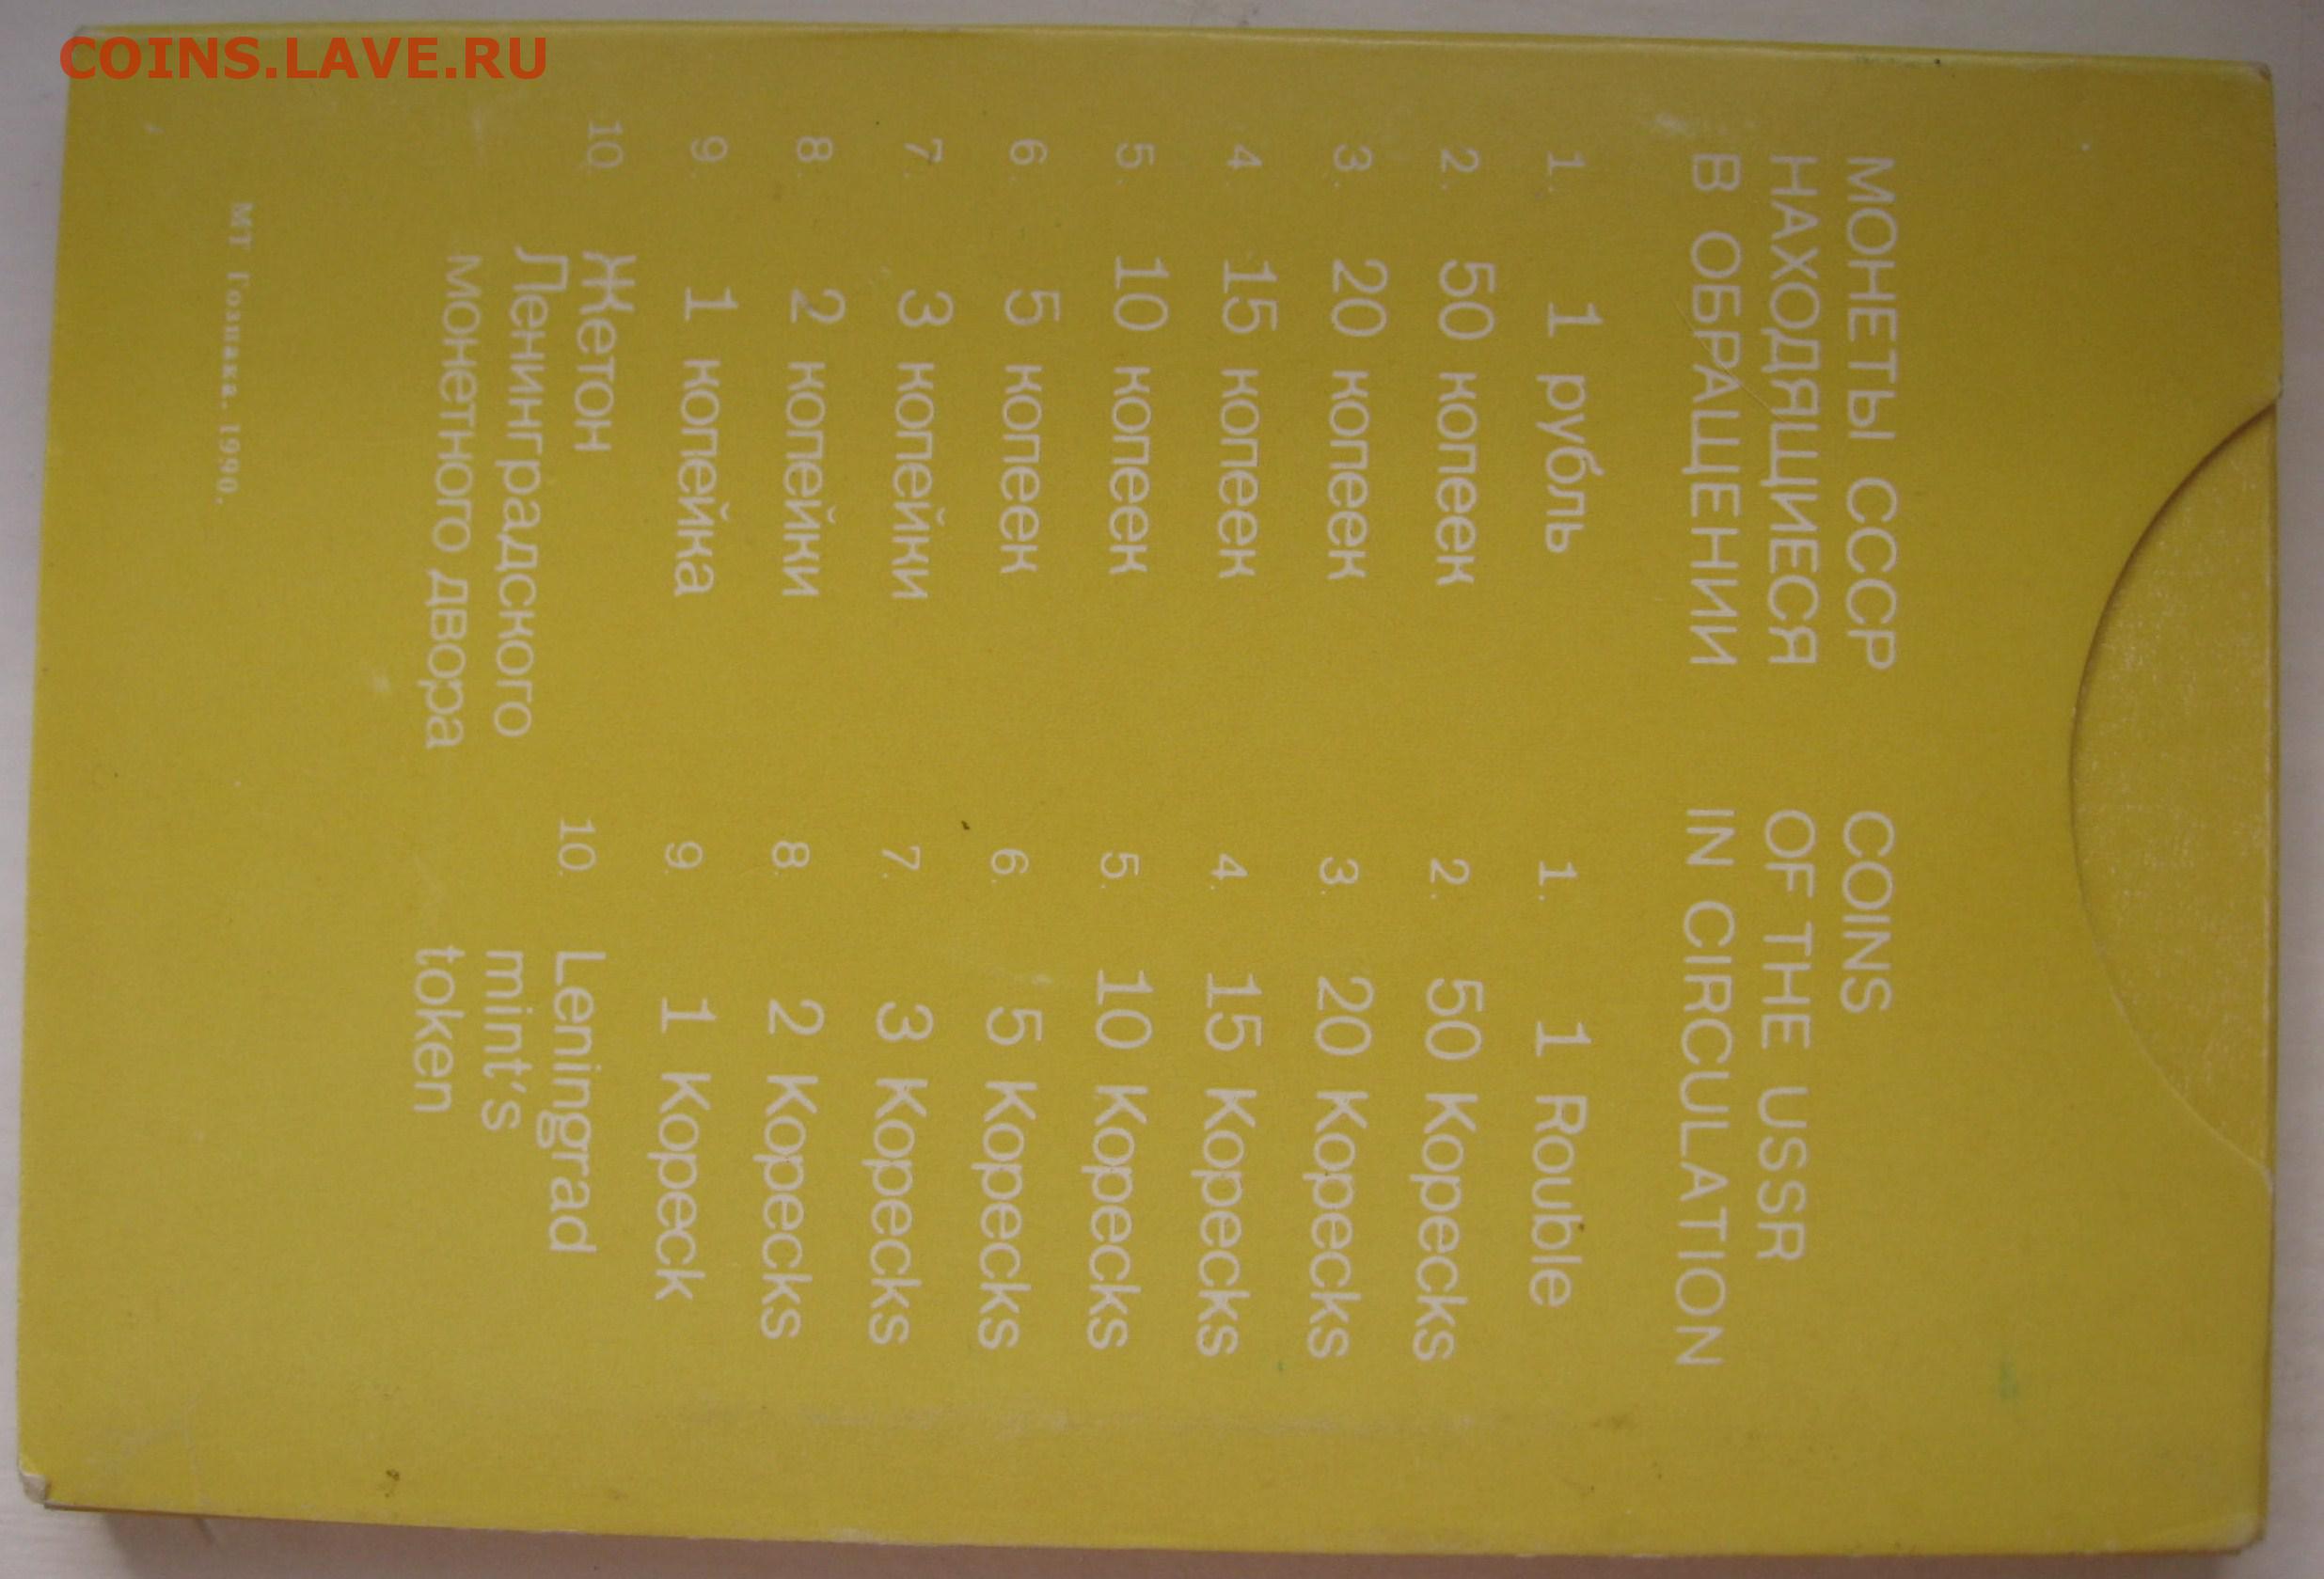 COINS.LAVE.RU
МОНЕТЫ СССР
НАХОДЯЩИЕСЯ
В ОБРАЩЕНИИ
1. 1 рубль
2. 50 копеек
3. 20 копеек
4. 15 копеек
5. 10 копеек
6. 5 копеек
7. 3 копейки
8. 2 копейки
9. 1 копейка
10. Жетон
Ленинградского
монетного двора
COINS
OF THE USSR
IN CIRCULATION
1. 1 Rouble
2. 50 Kopecks
3. 20 Kopecks
4. 15 Kopecks
5. 10 Kopecks
6. 5 Kopecks
7. 3 Kopecks
8. 2 Kopecks
9. 1 Kopeck
10. Leningrad
mint's
token
МТ Гознака. 1990.